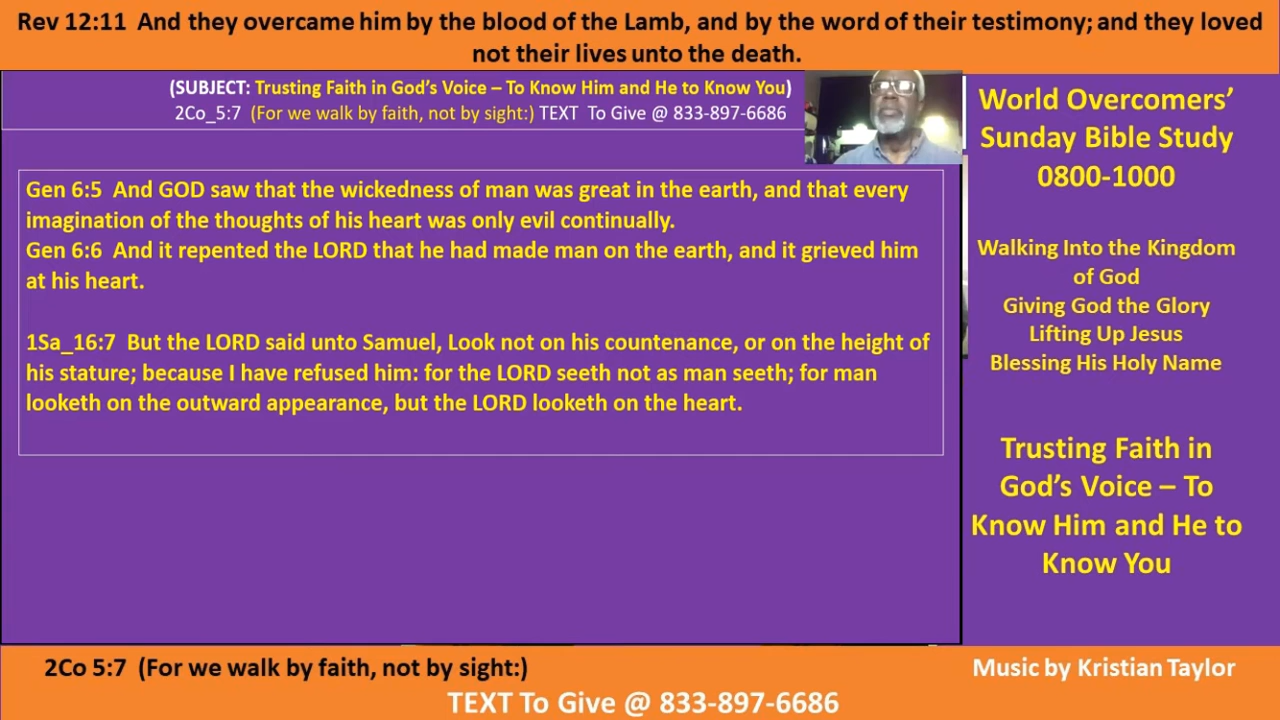 Rev 12:11  And they overcame him by the blood of the Lamb, and by the word of their testimony; and they loved
not their lives unto the death.
(SUBJECT: Trusting Faith in God’s Voice – To Know Him and He to Know You)
2Co_5:7  (For we walk by faith, not by sight:) TEXT  To Give @ 833-897-6686
Gen 6:5  And GOD saw that the wickedness of man was great in the earth, and that every
imagination of the thoughts of his heart was only evil continually.
Gen 6:6  And it repented the LORD that he had made man on the earth, and it grieved him
at his heart.
1Sa_16:7  But the LORD said unto Samuel, Look not on his countenance, or on the height of
his stature; because I have refused him: for the LORD seeth not as man seeth; for man
looketh on the outward appearance, but the LORD looketh on the heart.
World Overcomers’
Sunday Bible Study
0800-1000
Walking Into the Kingdom
of God
Giving God the Glory
Lifting Up Jesus
Blessing His Holy Name
Trusting Faith in
God’s Voice – To
Know Him and He to
Know You
2Co 5:7  (For we walk by faith, not by sight:)
Music by Kristian Taylor
TEXT To Give @ 833-897-6686